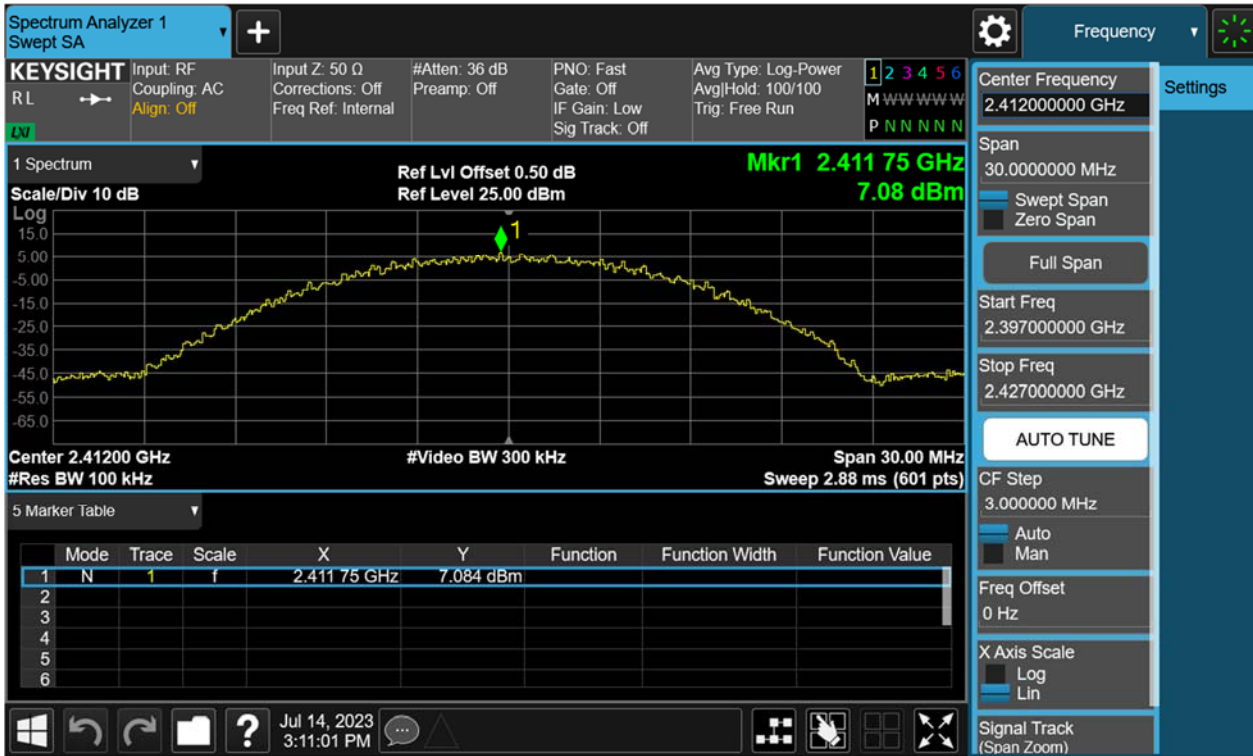 Spectrum Analyzer 1
Swept SA
Frequency
KEYSIGHT
R L
LXI
Input: RF
Coupling: AC
Align: Off
Input Z: 50 Ω
Corrections: Off
Freq Ref: Internal
#Atten: 36 dB
Preamp: Off
PNO: Fast
Gate: Off
IF Gain: Low
Sig Track: Off
Avg Type: Log-Power
Avg|Hold: 100/100
Trig: Free Run
1 2 3 4 5 6
M W W W W W
P N N N N N
1 Spectrum
Scale/Div 10 dB
Ref Lvl Offset 0.50 dB
Ref Level 25.00 dBm
Mkr1 2.411 75 GHz
7.08 dBm
Log
15.0
5.00
-5.00
-15.0
-25.0
-35.0
-45.0
-55.0
-65.0
1
Center 2.41200 GHz
#Res BW 100 kHz
#Video BW 300 kHz
Span 30.00 MHz
Sweep 2.88 ms (601 pts)
5 Marker Table
Mode Trace Scale X Y Function Function Width Function Value
1 N 1 f 2.411 75 GHz 7.084 dBm
2
3
4
5
6
Jul 14, 2023
3:11:01 PM
?
Center Frequency
2.412000000 GHz
Settings
Span
30.0000000 MHz
Swept Span
Zero Span
Full Span
Start Freq
2.397000000 GHz
Stop Freq
2.427000000 GHz
AUTO TUNE
CF Step
3.000000 MHz
Auto
Man
Freq Offset
0 Hz
X Axis Scale
Log
Lin
Signal Track
(Span Zoom)